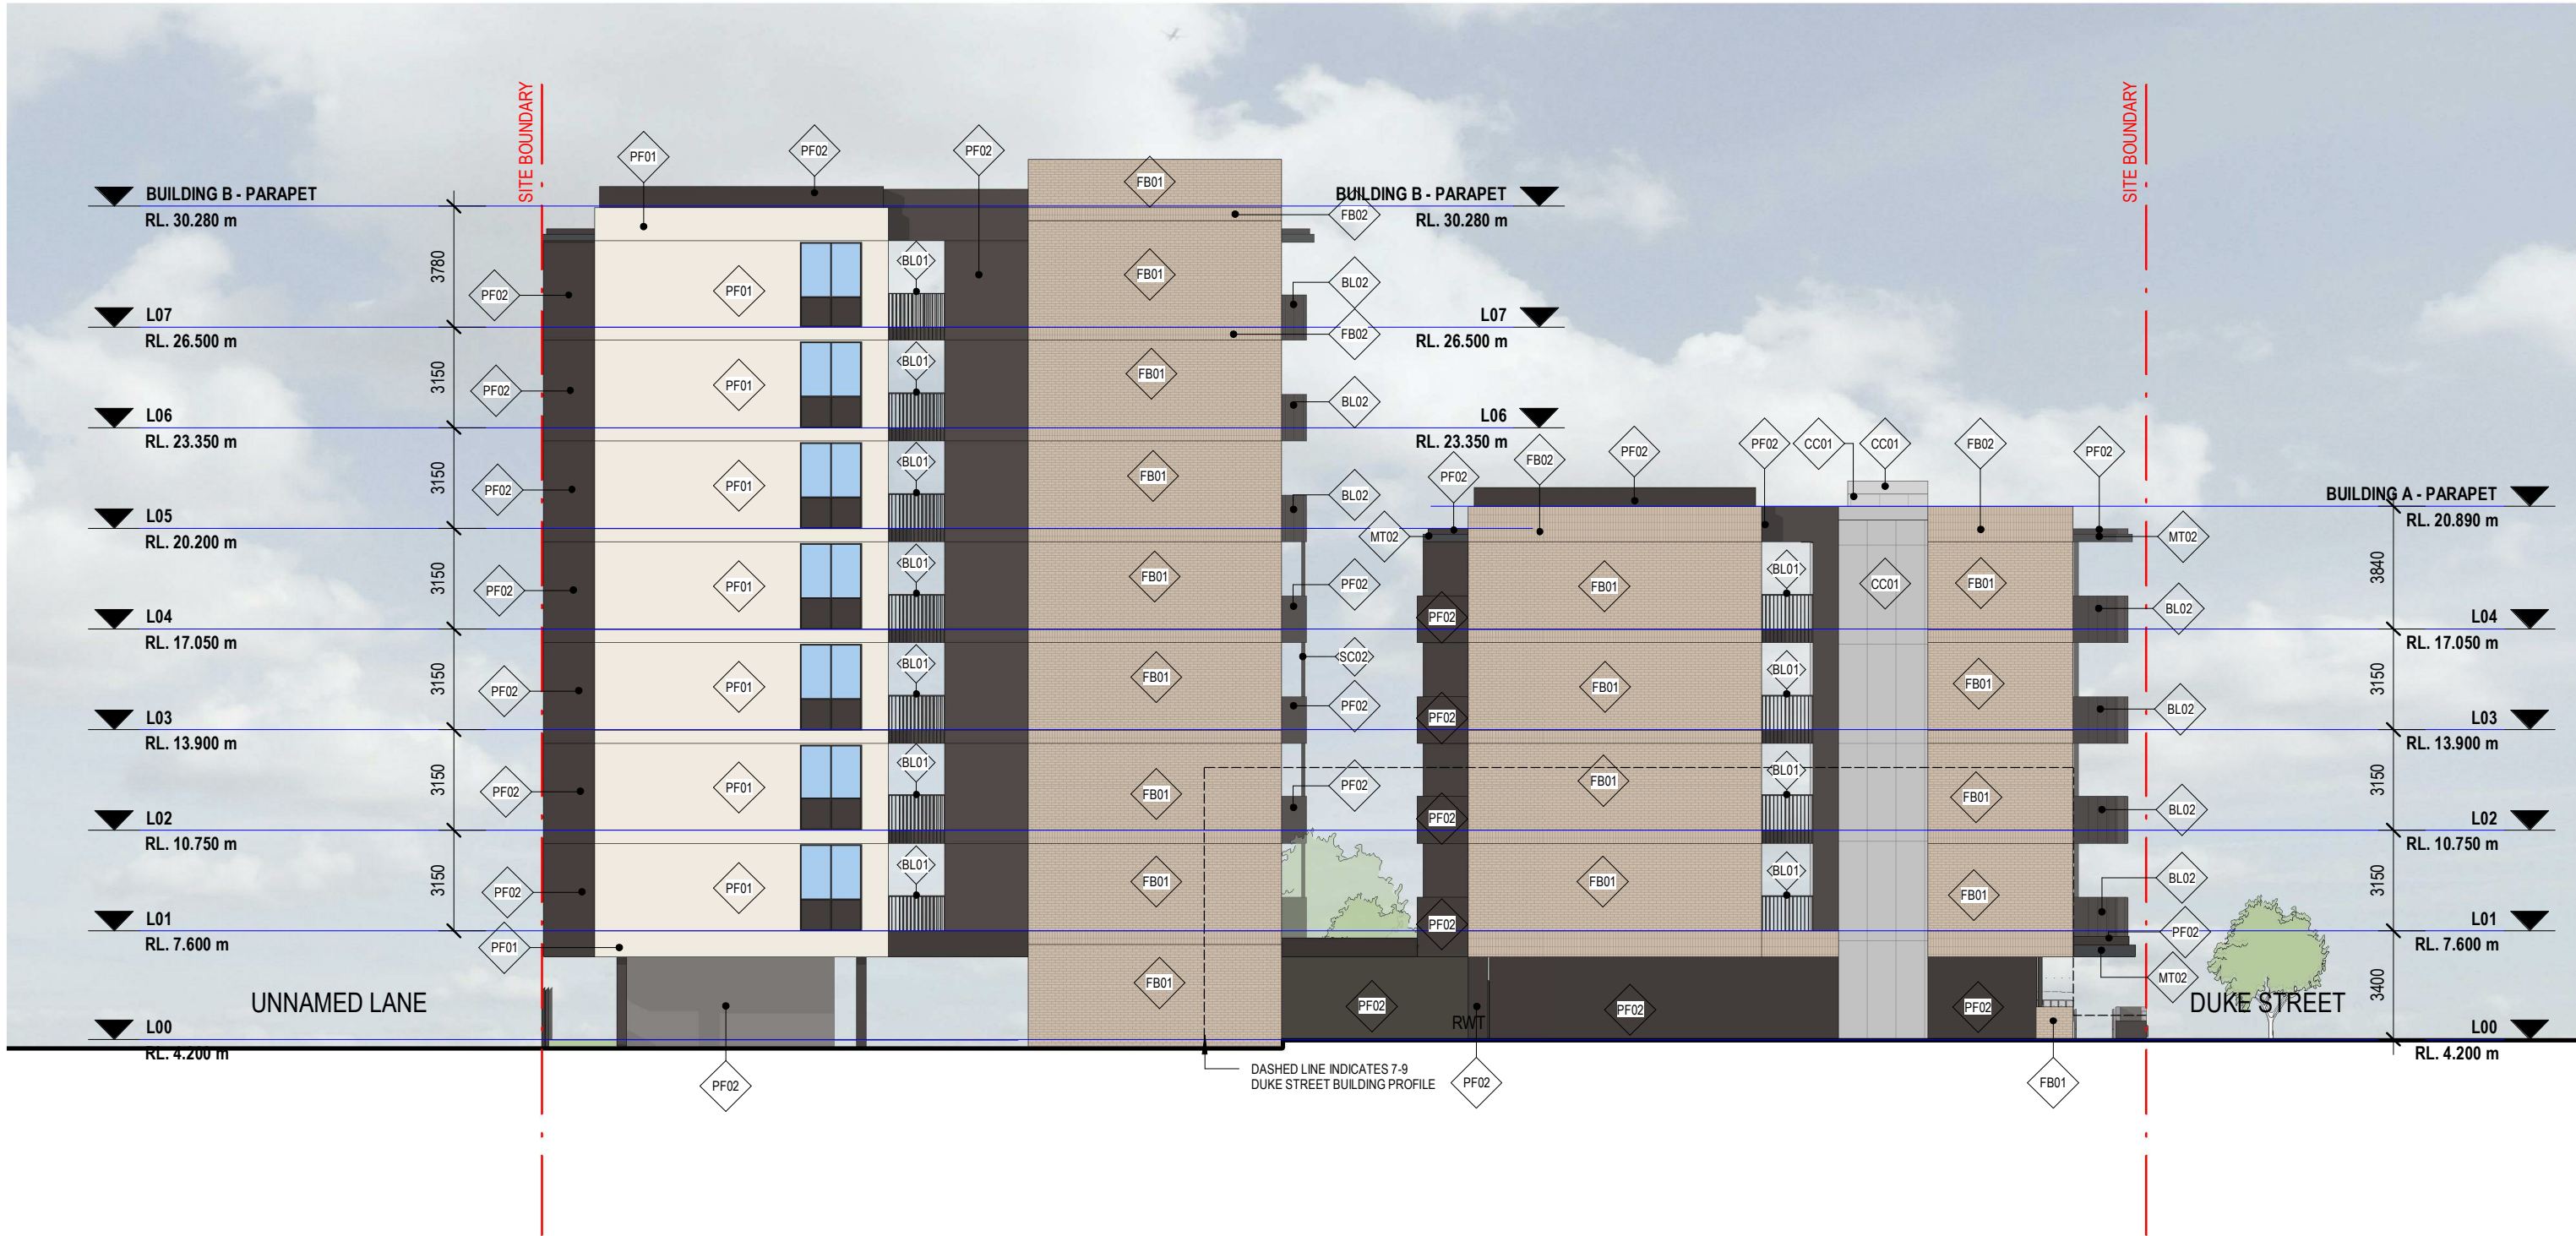 SITE BOUNDARY
SITE BOUNDARY
PF01
PF02
PF02
FB01
BUILDING B - PARAPET
RL. 30.280 m
BUILDING B - PARAPET
RL. 30.280 m
FB02
3780
PF02
PF01
BL01
FB01
BL02
L07
RL. 26.500 m
L07
RL. 26.500 m
FB02
3150
PF02
PF01
BL01
FB01
BL02
L06
RL. 23.350 m
L06
RL. 23.350 m
PF02
FB02
PF02
PF02
CC01
CC01
FB02
PF02
3150
PF02
PF01
BL01
FB01
BL02
BUILDING A - PARAPET
RL. 20.890 m
L05
RL. 20.200 m
MT02
MT02
3150
PF02
PF01
BL01
FB01
PF02
FB01
BL01
CC01
FB01
3840
L04
RL. 17.050 m
PF02
BL02
L04
RL. 17.050 m
3150
PF02
PF01
BL01
FB01
SC02
PF02
FB01
BL01
FB01
3150
L03
RL. 13.900 m
PF02
BL02
L03
RL. 13.900 m
3150
PF02
PF01
BL01
FB01
PF02
FB01
BL01
FB01
3150
L02
RL. 10.750 m
PF02
BL02
L02
RL. 10.750 m
3150
PF02
PF01
BL01
FB01
FB01
BL01
FB01
BL02
3150
L01
RL. 7.600 m
PF01
PF02
PF02
L01
RL. 7.600 m
MT02
UNNAMED LANE
FB01
PF02
PF02
PF02
DUKE STREET
3400
RWT
L00
RL. 4.200 m
L00
RL. 4.200 m
PF02
DASHED LINE INDICATES 7-9
DUKE STREET BUILDING PROFILE
PF02
FB01